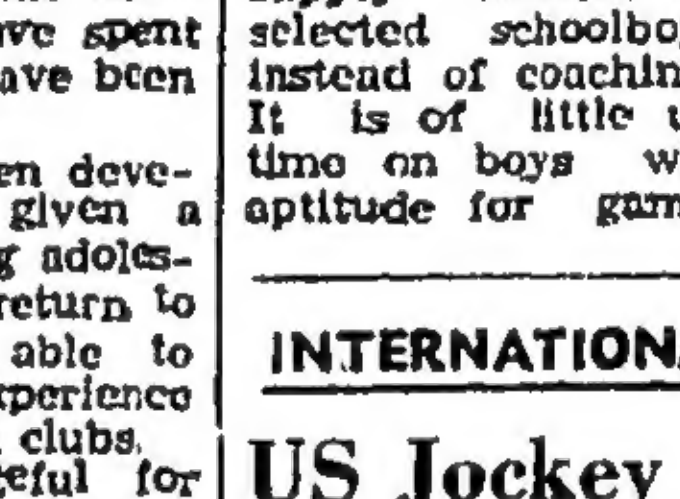 ave spent
ave been
en deve-
given a
g adoles-
return to
able to
xperience
clubs.
eful for
selected schoolbo
instead of coachin
It is of little u
time on boys w
aptitude for gam
INTERNATION
US Jockey